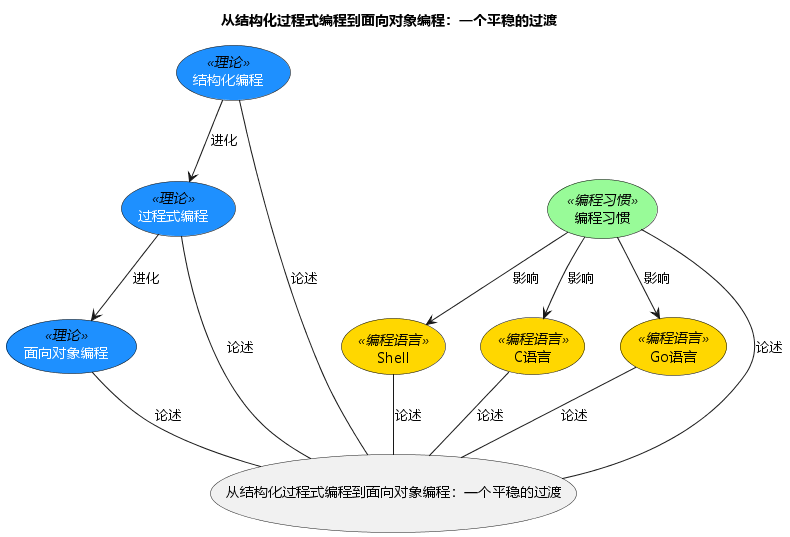 从结构化过程式编程到面向对象编程：一个平稳的过渡
«理论»
结构化编程
进化
«理论»
过程式编程
«编程习惯»
编程习惯
进化
论述
影响
影响
影响
«理论»
面向对象编程
论述
«编程语言»
Shell
«编程语言»
C语言
«编程语言»
Go语言
论述
论述
论述
论述
论述
从结构化过程式编程到面向对象编程：一个平稳的过渡